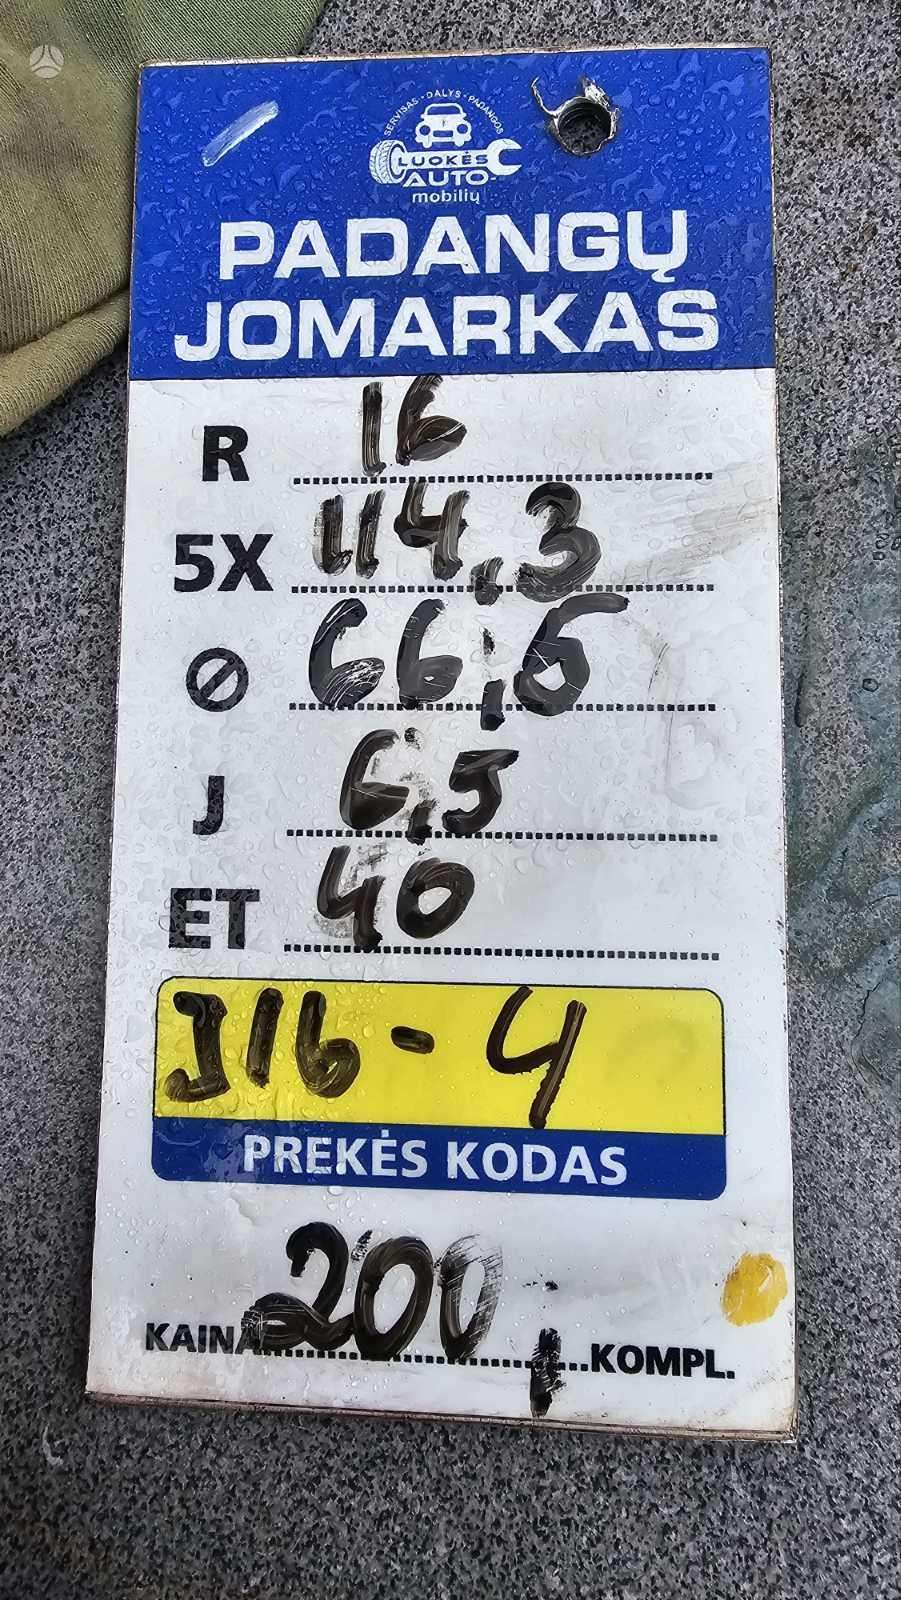 SERVISAS - DALYS - PADANGOS
LUOKĖS
AUTO-
mobilių
PADANGŲ
JOMARKAS
R 16
5X 114,3
Ø 66,6
J 6,5
ET 40
J16-4
PREKĖS KODAS
KAINA 200,- KOMPL.